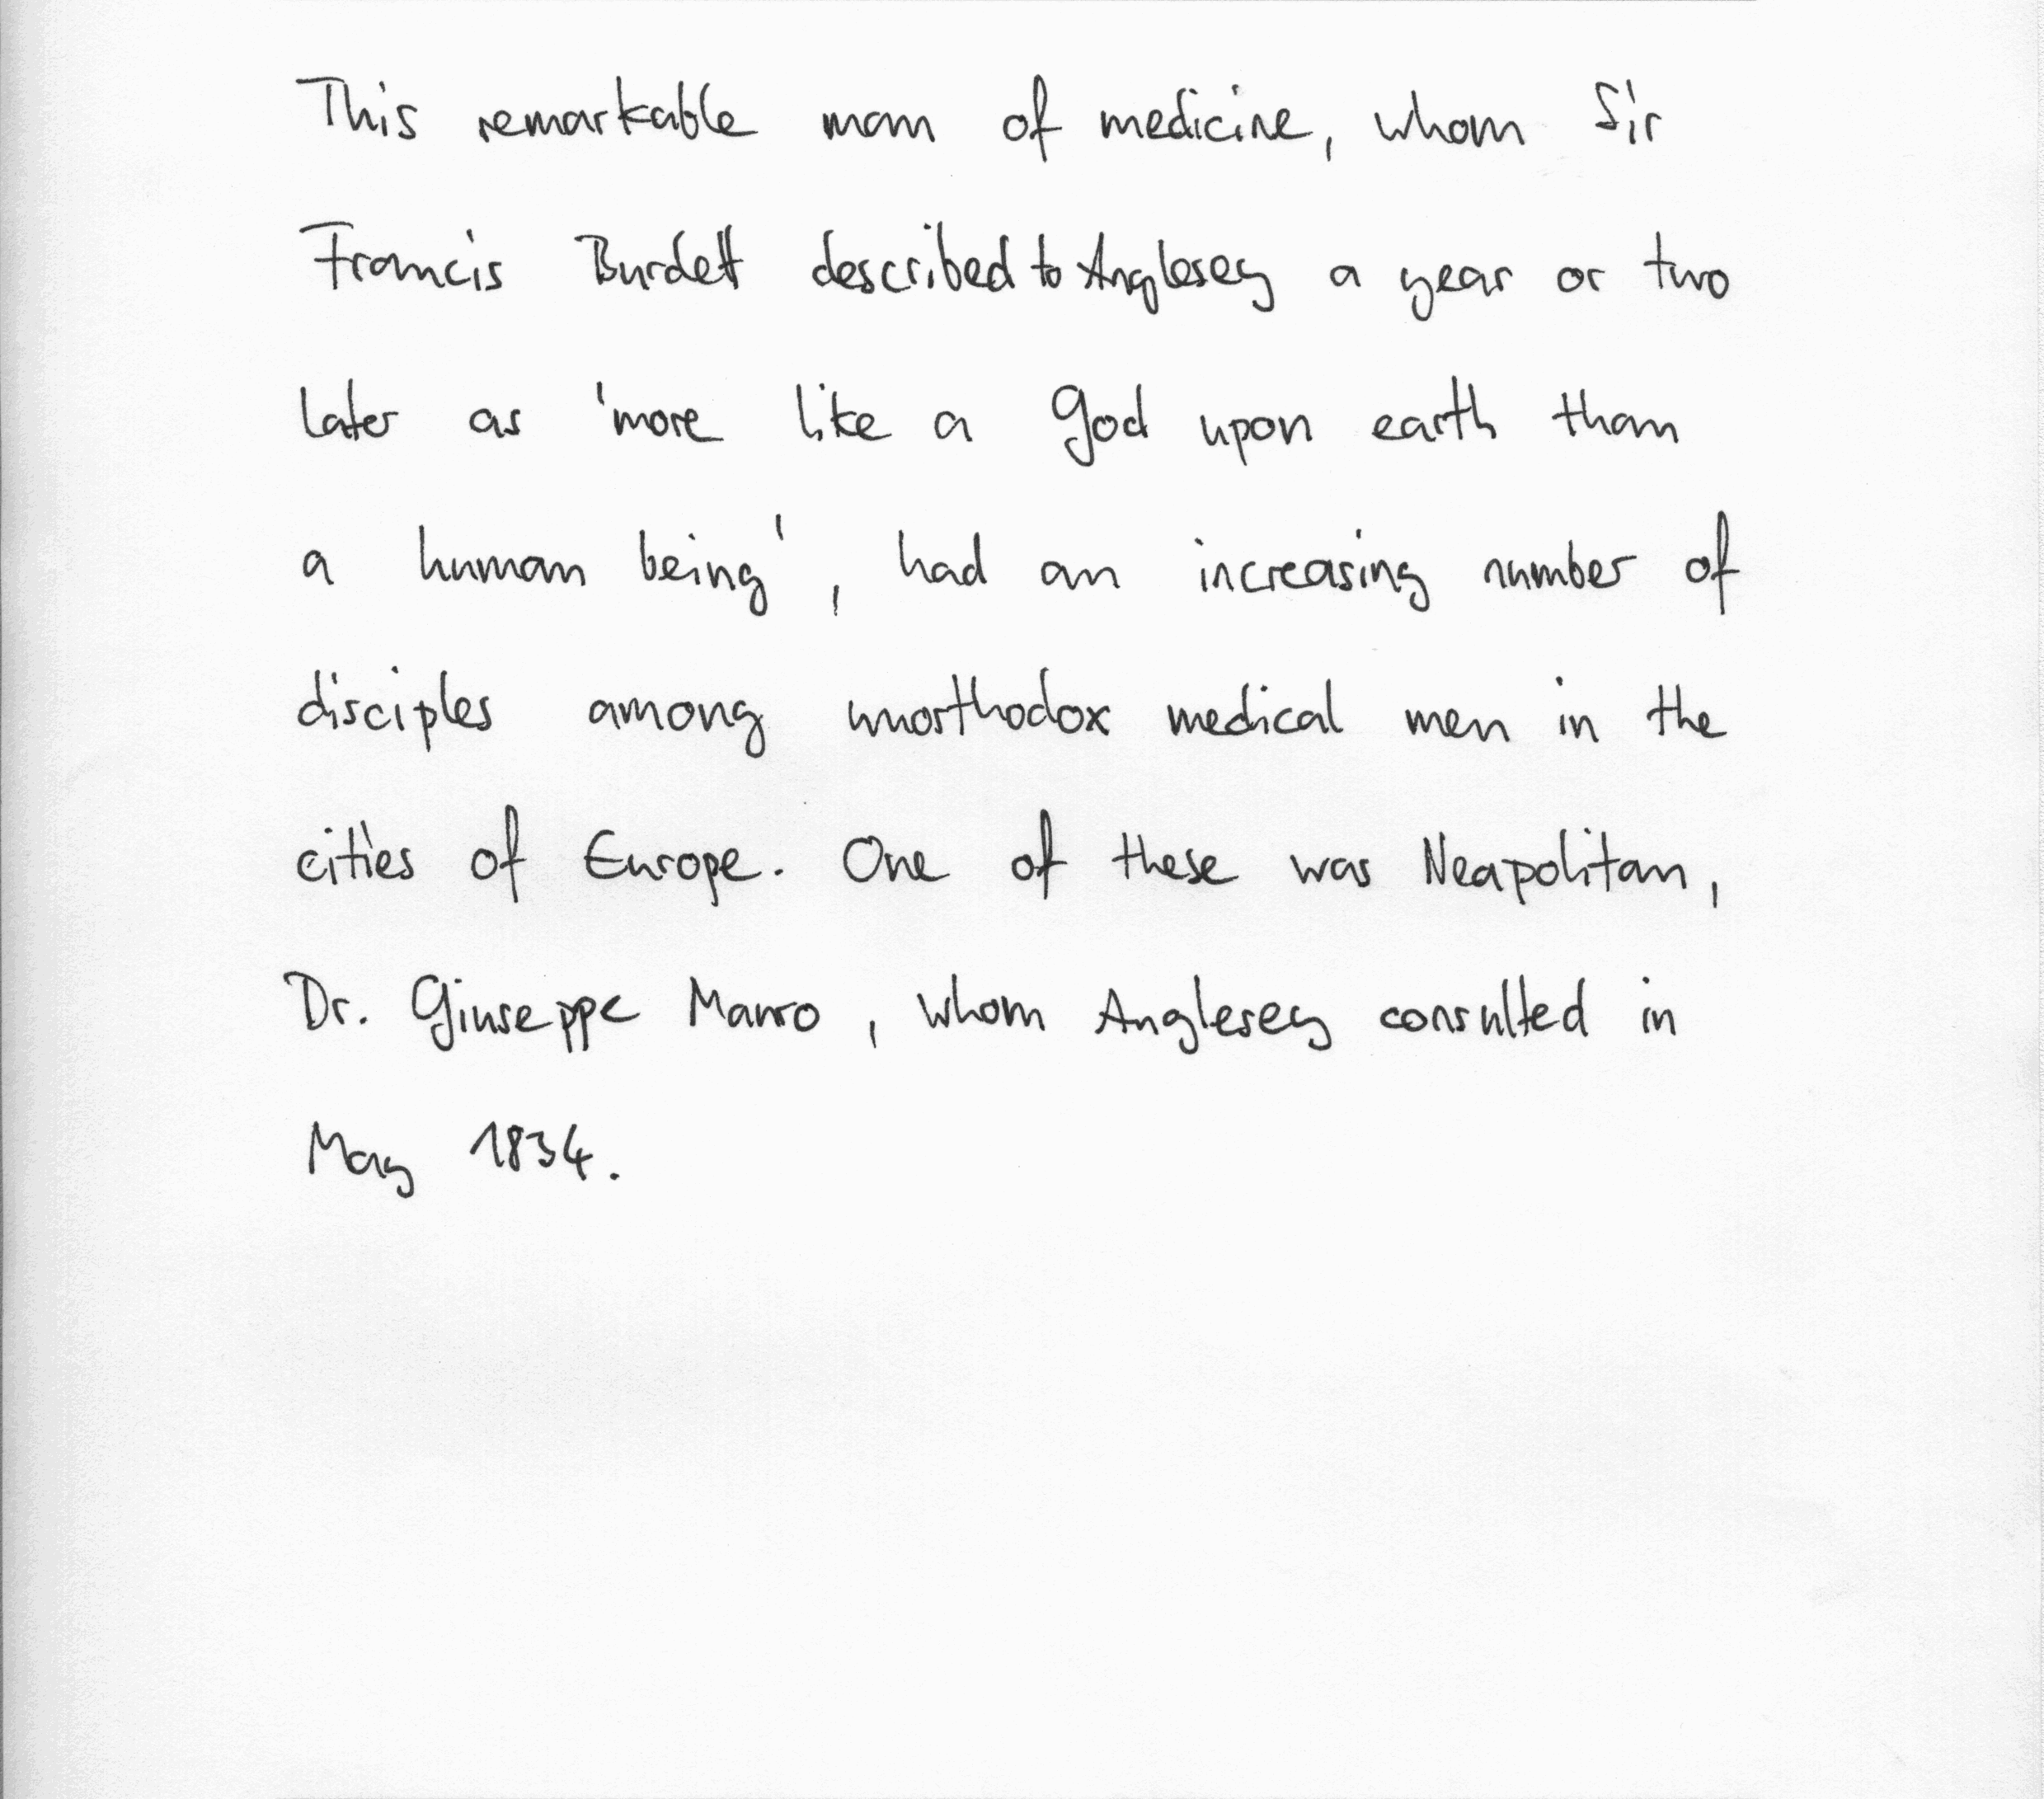 This remarkable man of medicine, whom Sir
Francis Burdett described to Anglesey a year or two
later as 'more like a God upon earth than
a human being', had an increasing number of
disciples among unorthodox medical men in the
cities of Europe. One of these was Neapolitan,
Dr. Giuseppe Mauro, whom Anglesey consulted in
May 1834.